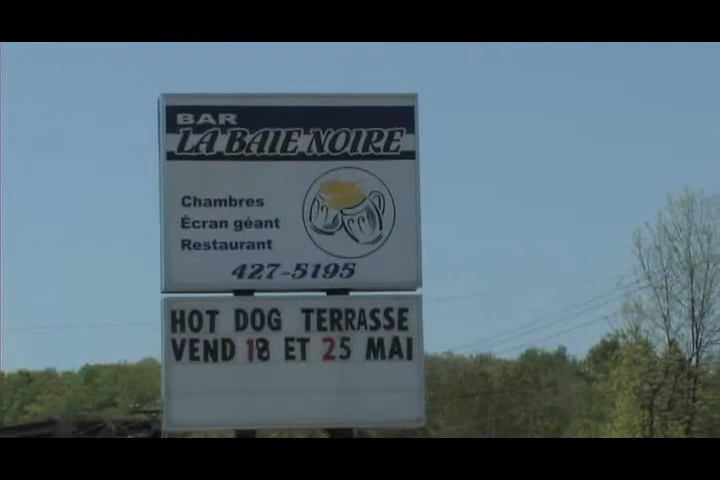 BAR
LA BAIE NOIRE
Chambres
Écran géant
Restaurant
427-5195
HOT DOG TERRASSE
VEND 18 ET 25 MAI